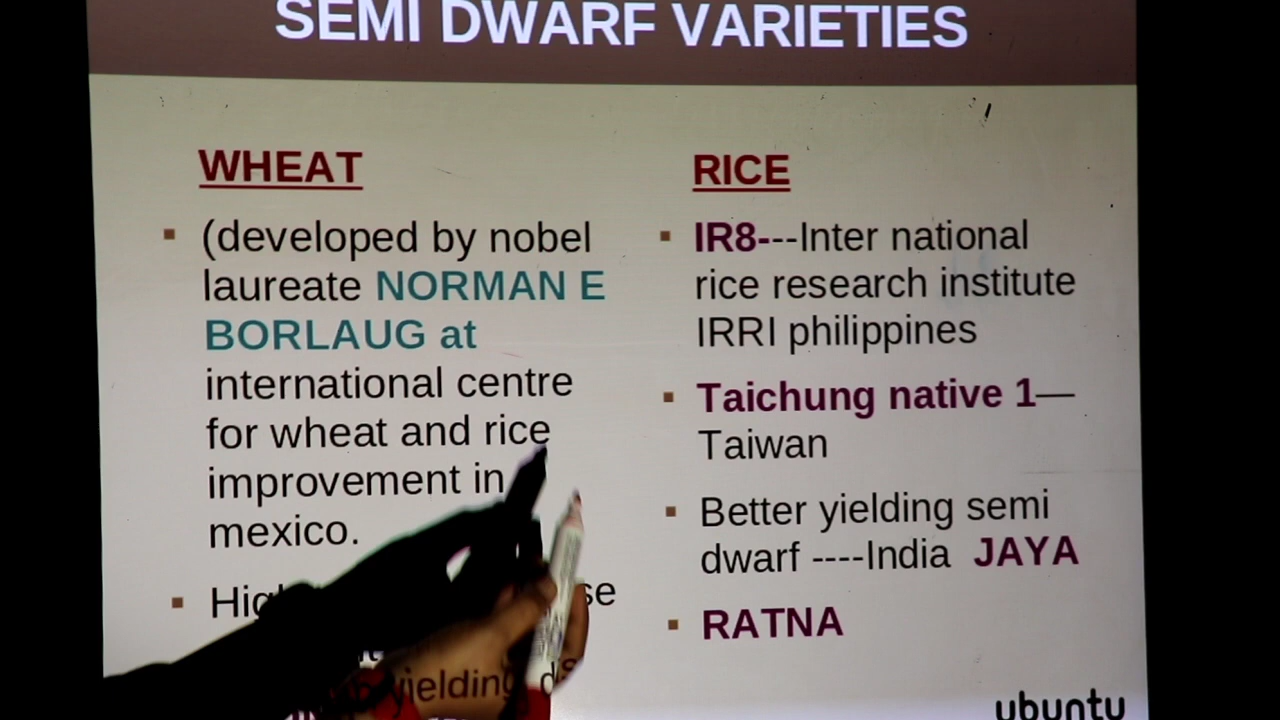 SEMI DWARF VARIETIES
WHEAT
(developed by nobel
laureate NORMAN E
BORLAUG at
international centre
for wheat and rice
improvement in
mexico.
yielding
RICE
IR8---Inter national
rice research institute
IRRI philippines
Taichung native 1—
Taiwan
Better yielding semi
dwarf ----India JAYA
RATNA
ubuntu